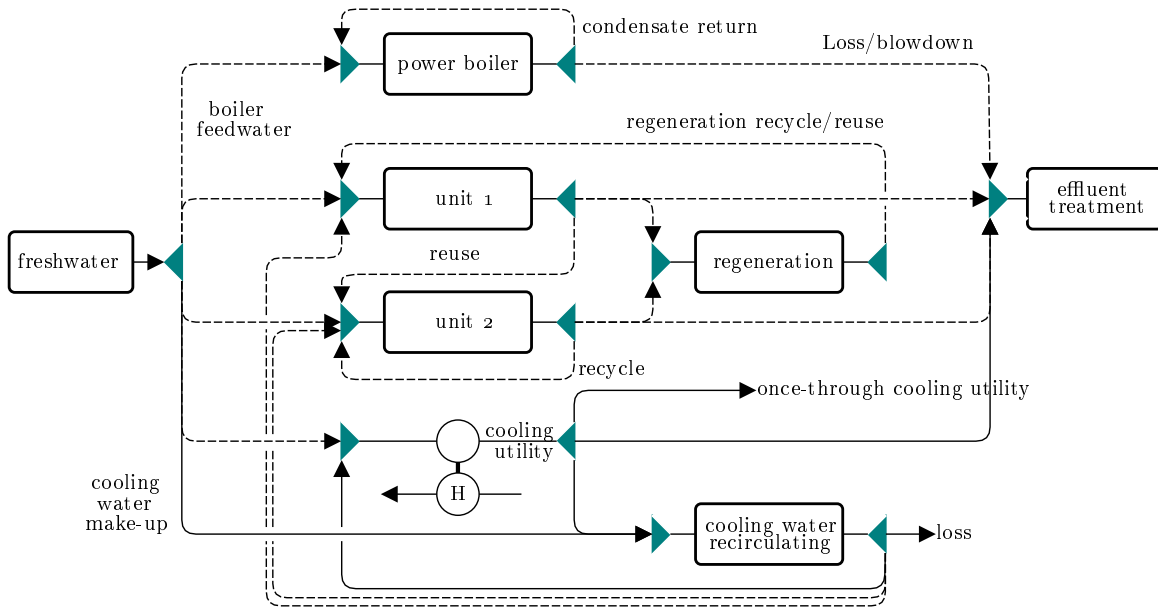 condensate return
Loss/blowdown
power boiler
boiler
feedwater
regeneration recycle/reuse
unit 1
effluent
treatment
freshwater
reuse
regeneration
unit 2
recycle
once-through cooling utility
cooling
utility
H
cooling
water
make-up
cooling water
recirculating
loss